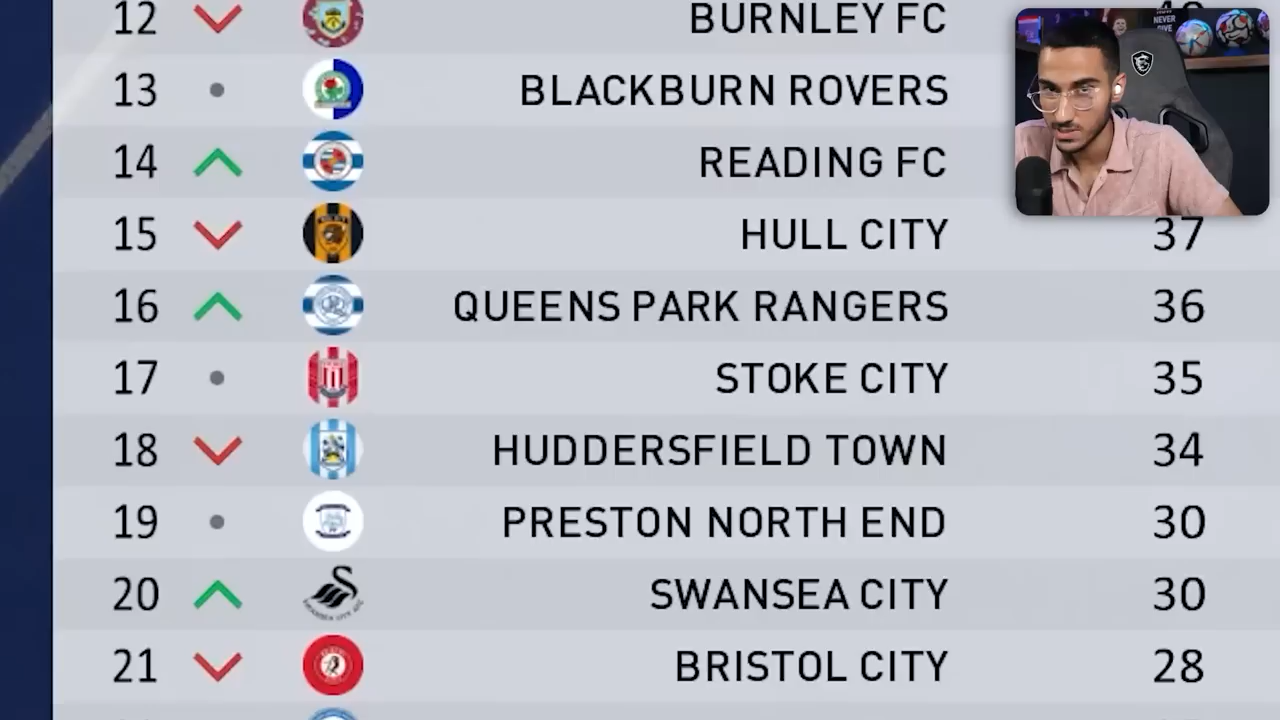 12 BURNLEY FC
NEVER
GIVE
13 BLACKBURN ROVERS
14 READING FC
15 HULL CITY 37
16 QUEENS PARK RANGERS 36
17 STOKE CITY 35
18 HUDDERSFIELD TOWN 34
19 PRESTON NORTH END 30
20 SWANSEA CITY 30
21 BRISTOL CITY 28